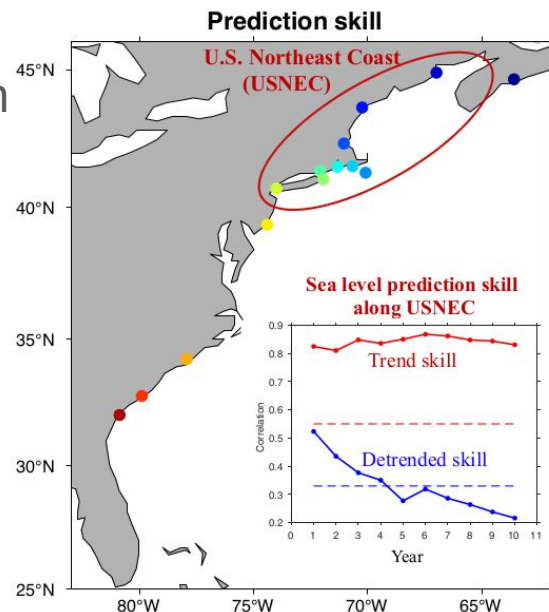 Prediction skill
U.S. Northeast Coast
(USNEC)
45°N
40°N
35°N
30°N
25°N
80°W
75°W
70°W
65°W
Sea level prediction skill
along USNEC
Trend skill
Detrended skill
Correlation
0.9
0.8
0.7
0.6
0.5
0.4
0.3
0.2
0 1 2 3 4 5 6 7 8 9 10 11
Year